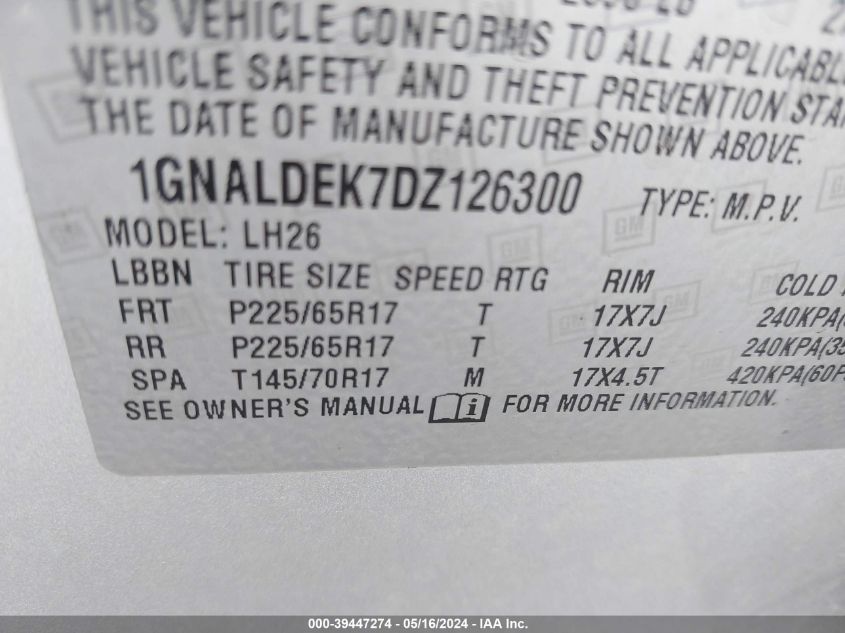 THIS VEHICLE CONFORMS TO ALL
VEHICLE SAFETY AND THEFT PREVENTION
THE DATE OF MANUFACTURE SHOWN ABOVE.
1GNALDEK7DZ126300 TYPE: M.P.V.
MODEL: LH26
LBBN TIRE SIZE SPEED RTG RIM COLD
FRT P225/65R17 T 17X7J 240KPA(
RR P225/65R17 T 17X7J 240KPA(35
SPA T145/70R17 M 17X4.5T 420KPA(60P
SEE OWNER'S MANUAL i FOR MORE INFORMATION.
000-39447274 - 05/16/2024 - IAA Inc.